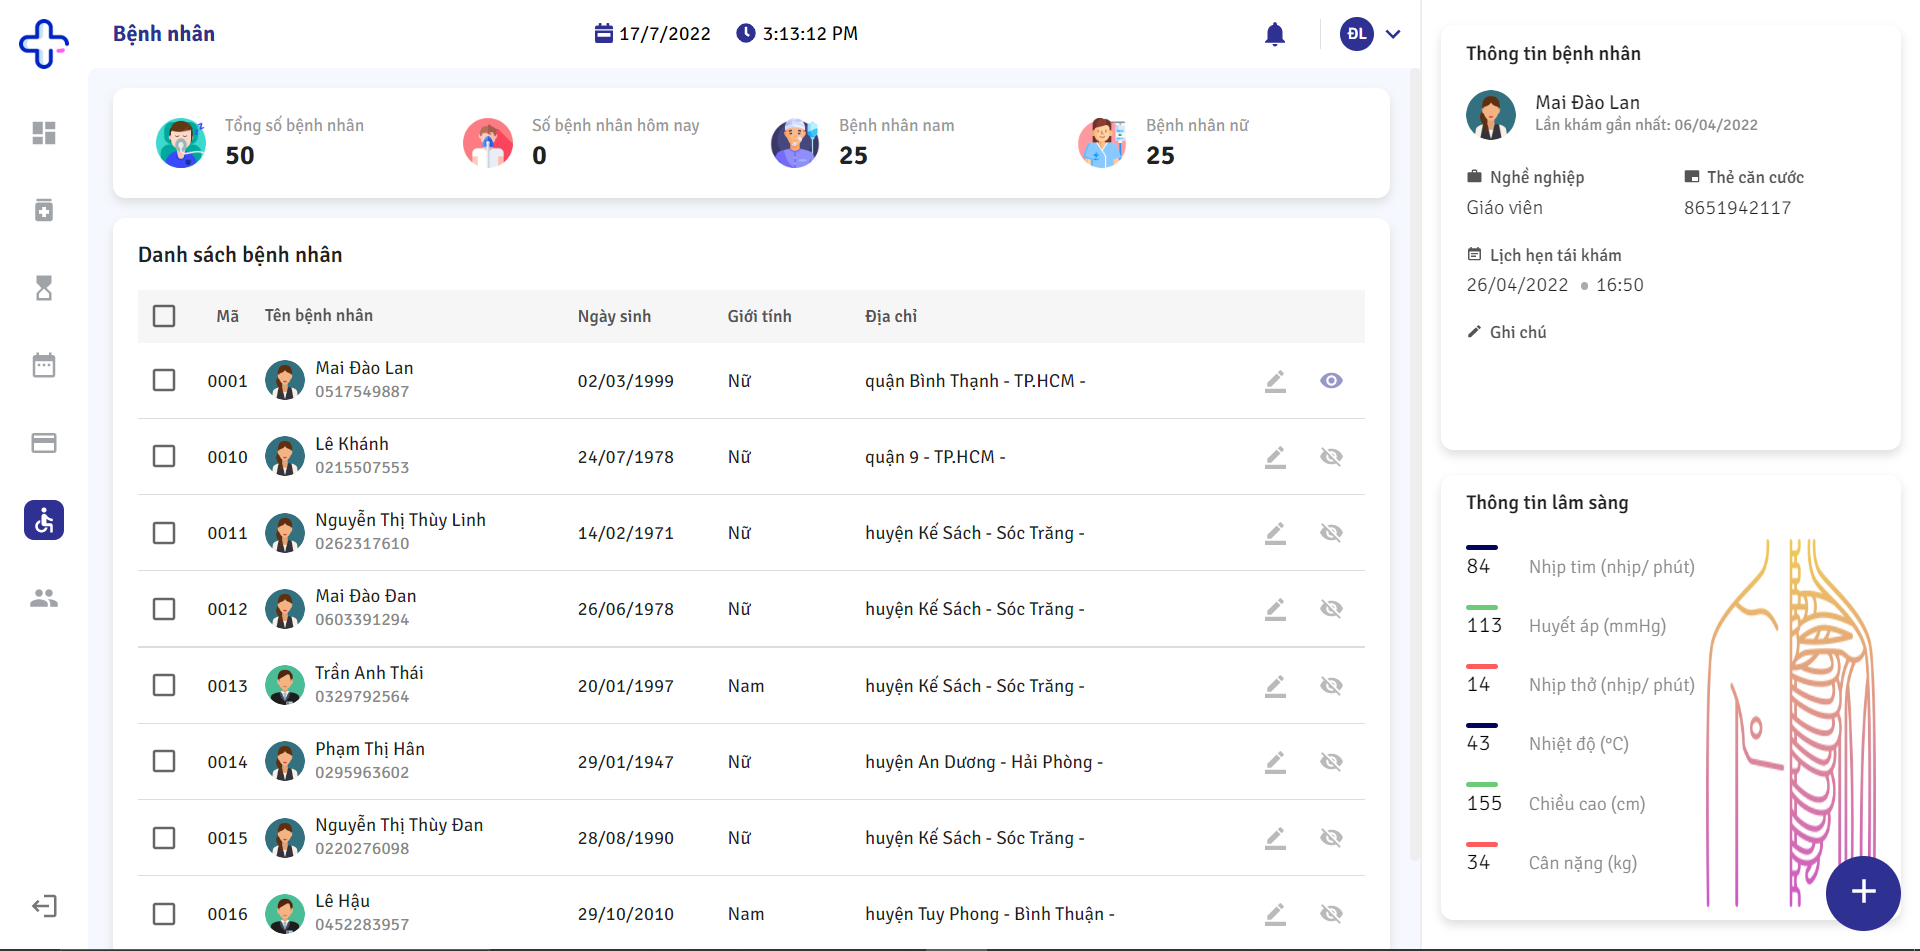 Bệnh nhân
17/7/2022
3:13:12 PM
ĐL
Tổng số bệnh nhân
50
Số bệnh nhân hôm nay
0
Bệnh nhân nam
25
Bệnh nhân nữ
25
Danh sách bệnh nhân
Mã Tên bệnh nhân Ngày sinh Giới tính Địa chỉ
0001 Mai Đào Lan 02/03/1999 Nữ quận Bình Thạnh - TP.HCM -
0517549887
0010 Lê Khánh 24/07/1978 Nữ quận 9 - TP.HCM -
0215507553
0011 Nguyễn Thị Thùy Linh 14/02/1971 Nữ huyện Kế Sách - Sóc Trăng -
0262317610
0012 Mai Đào Đan 26/06/1978 Nữ huyện Kế Sách - Sóc Trăng -
0603391294
0013 Trần Anh Thái 20/01/1997 Nam huyện Kế Sách - Sóc Trăng -
0329792564
0014 Phạm Thị Hân 29/01/1947 Nữ huyện An Dương - Hải Phòng -
0295963602
0015 Nguyễn Thị Thùy Đan 28/08/1990 Nữ huyện Kế Sách - Sóc Trăng -
0220276098
0016 Lê Hậu 29/10/2010 Nam huyện Tuy Phong - Bình Thuận -
0452283957
Thông tin bệnh nhân
Mai Đào Lan
Lần khám gần nhất: 06/04/2022
Nghề nghiệp
Giáo viên
Thẻ căn cước
8651942117
Lịch hẹn tái khám
26/04/2022 • 16:50
Ghi chú
Thông tin lâm sàng
84 Nhịp tim (nhịp/ phút)
113 Huyết áp (mmHg)
14 Nhịp thở (nhịp/ phút)
43 Nhiệt độ (°C)
155 Chiều cao (cm)
34 Cân nặng (kg)